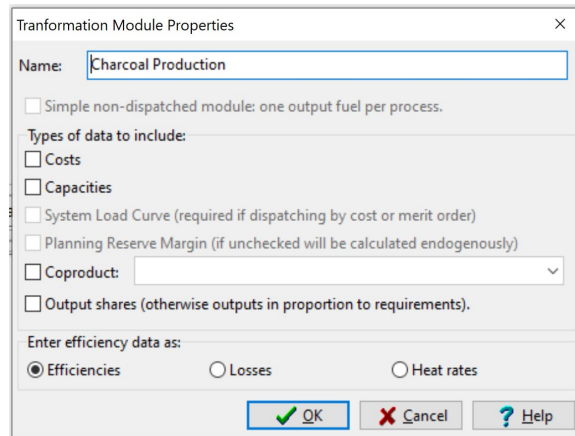 Tranformation Module Properties
Name: Charcoal Production
Simple non-dispatched module: one output fuel per process.
Types of data to include:
Costs
Capacities
System Load Curve (required if dispatching by cost or merit order)
Planning Reserve Margin (if unchecked will be calculated endogenously)
Coproduct:
Output shares (otherwise outputs in proportion to requirements).
Enter efficiency data as:
Efficiencies Losses Heat rates
OK Cancel Help